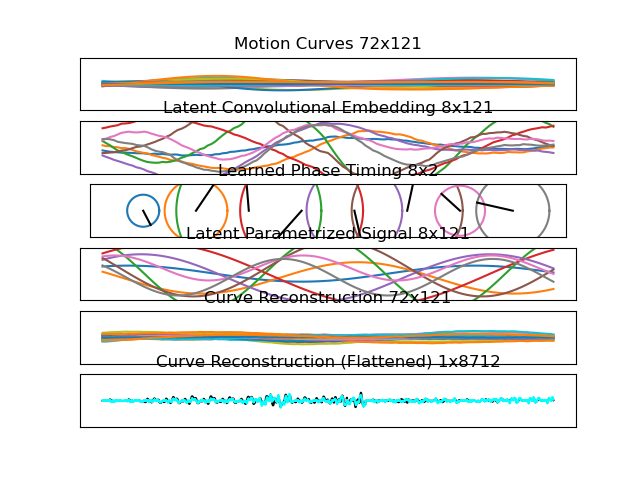 Motion Curves 72x121
Latent Convolutional Embedding 8x121
Learned Phase Timing 8x2
Latent Parametrized Signal 8x121
Curve Reconstruction 72x121
Curve Reconstruction (Flattened) 1x8712